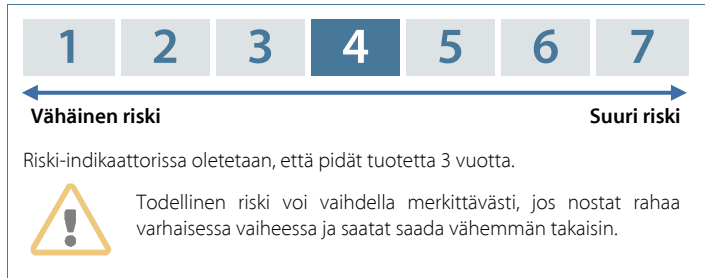 1 2 3 4 5 6 7
Vähäinen riski Suuri riski
Riski-indikaattorissa oletetaan, että pidät tuotetta 3 vuotta.
Todellinen riski voi vaihdella merkittävästi, jos nostat rahaa
varhaisessa vaiheessa ja saatat saada vähemmän takaisin.